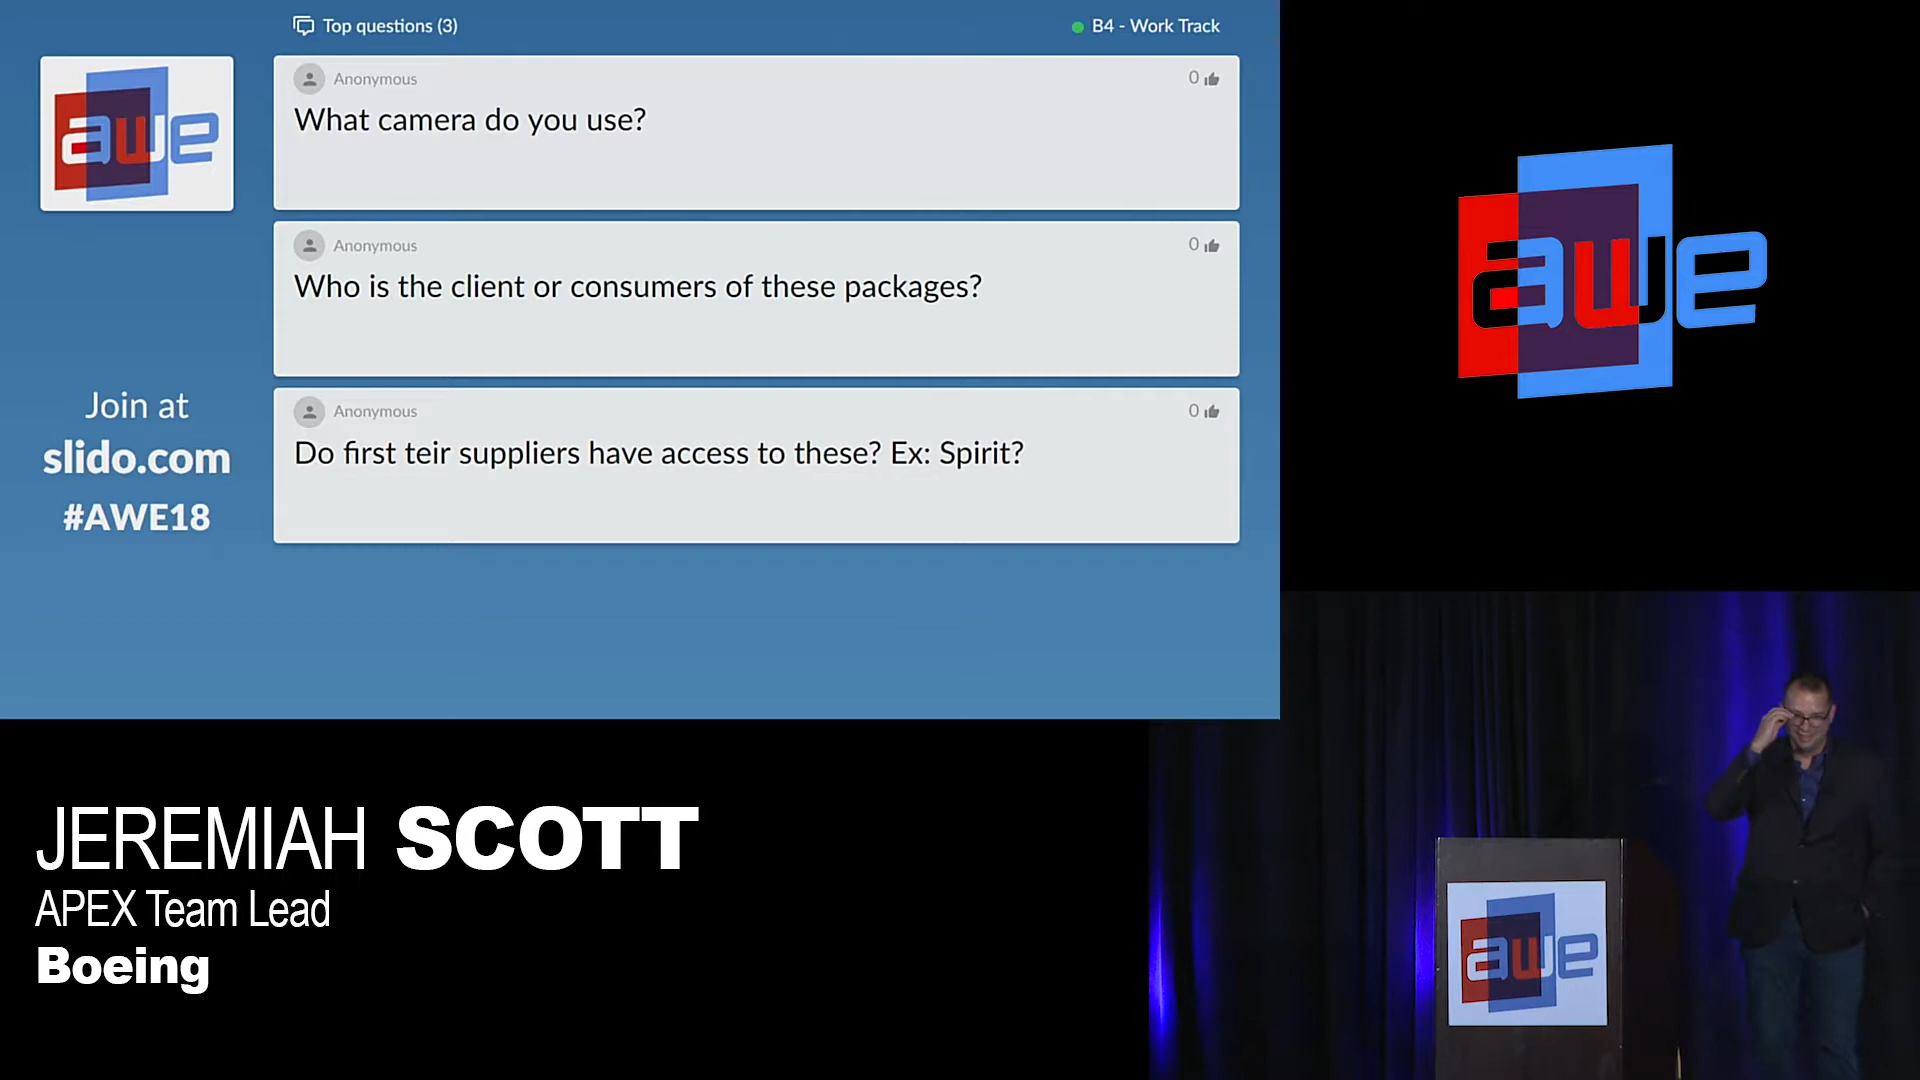 Top questions (3)
B4 - Work Track
awe
Anonymous
0
What camera do you use?
Anonymous
0
Who is the client or consumers of these packages?
Anonymous
0
Do first teir suppliers have access to these? Ex: Spirit?
Join at
slido.com
#AWE18
awe
JEREMIAH SCOTT
APEX Team Lead
Boeing
awe